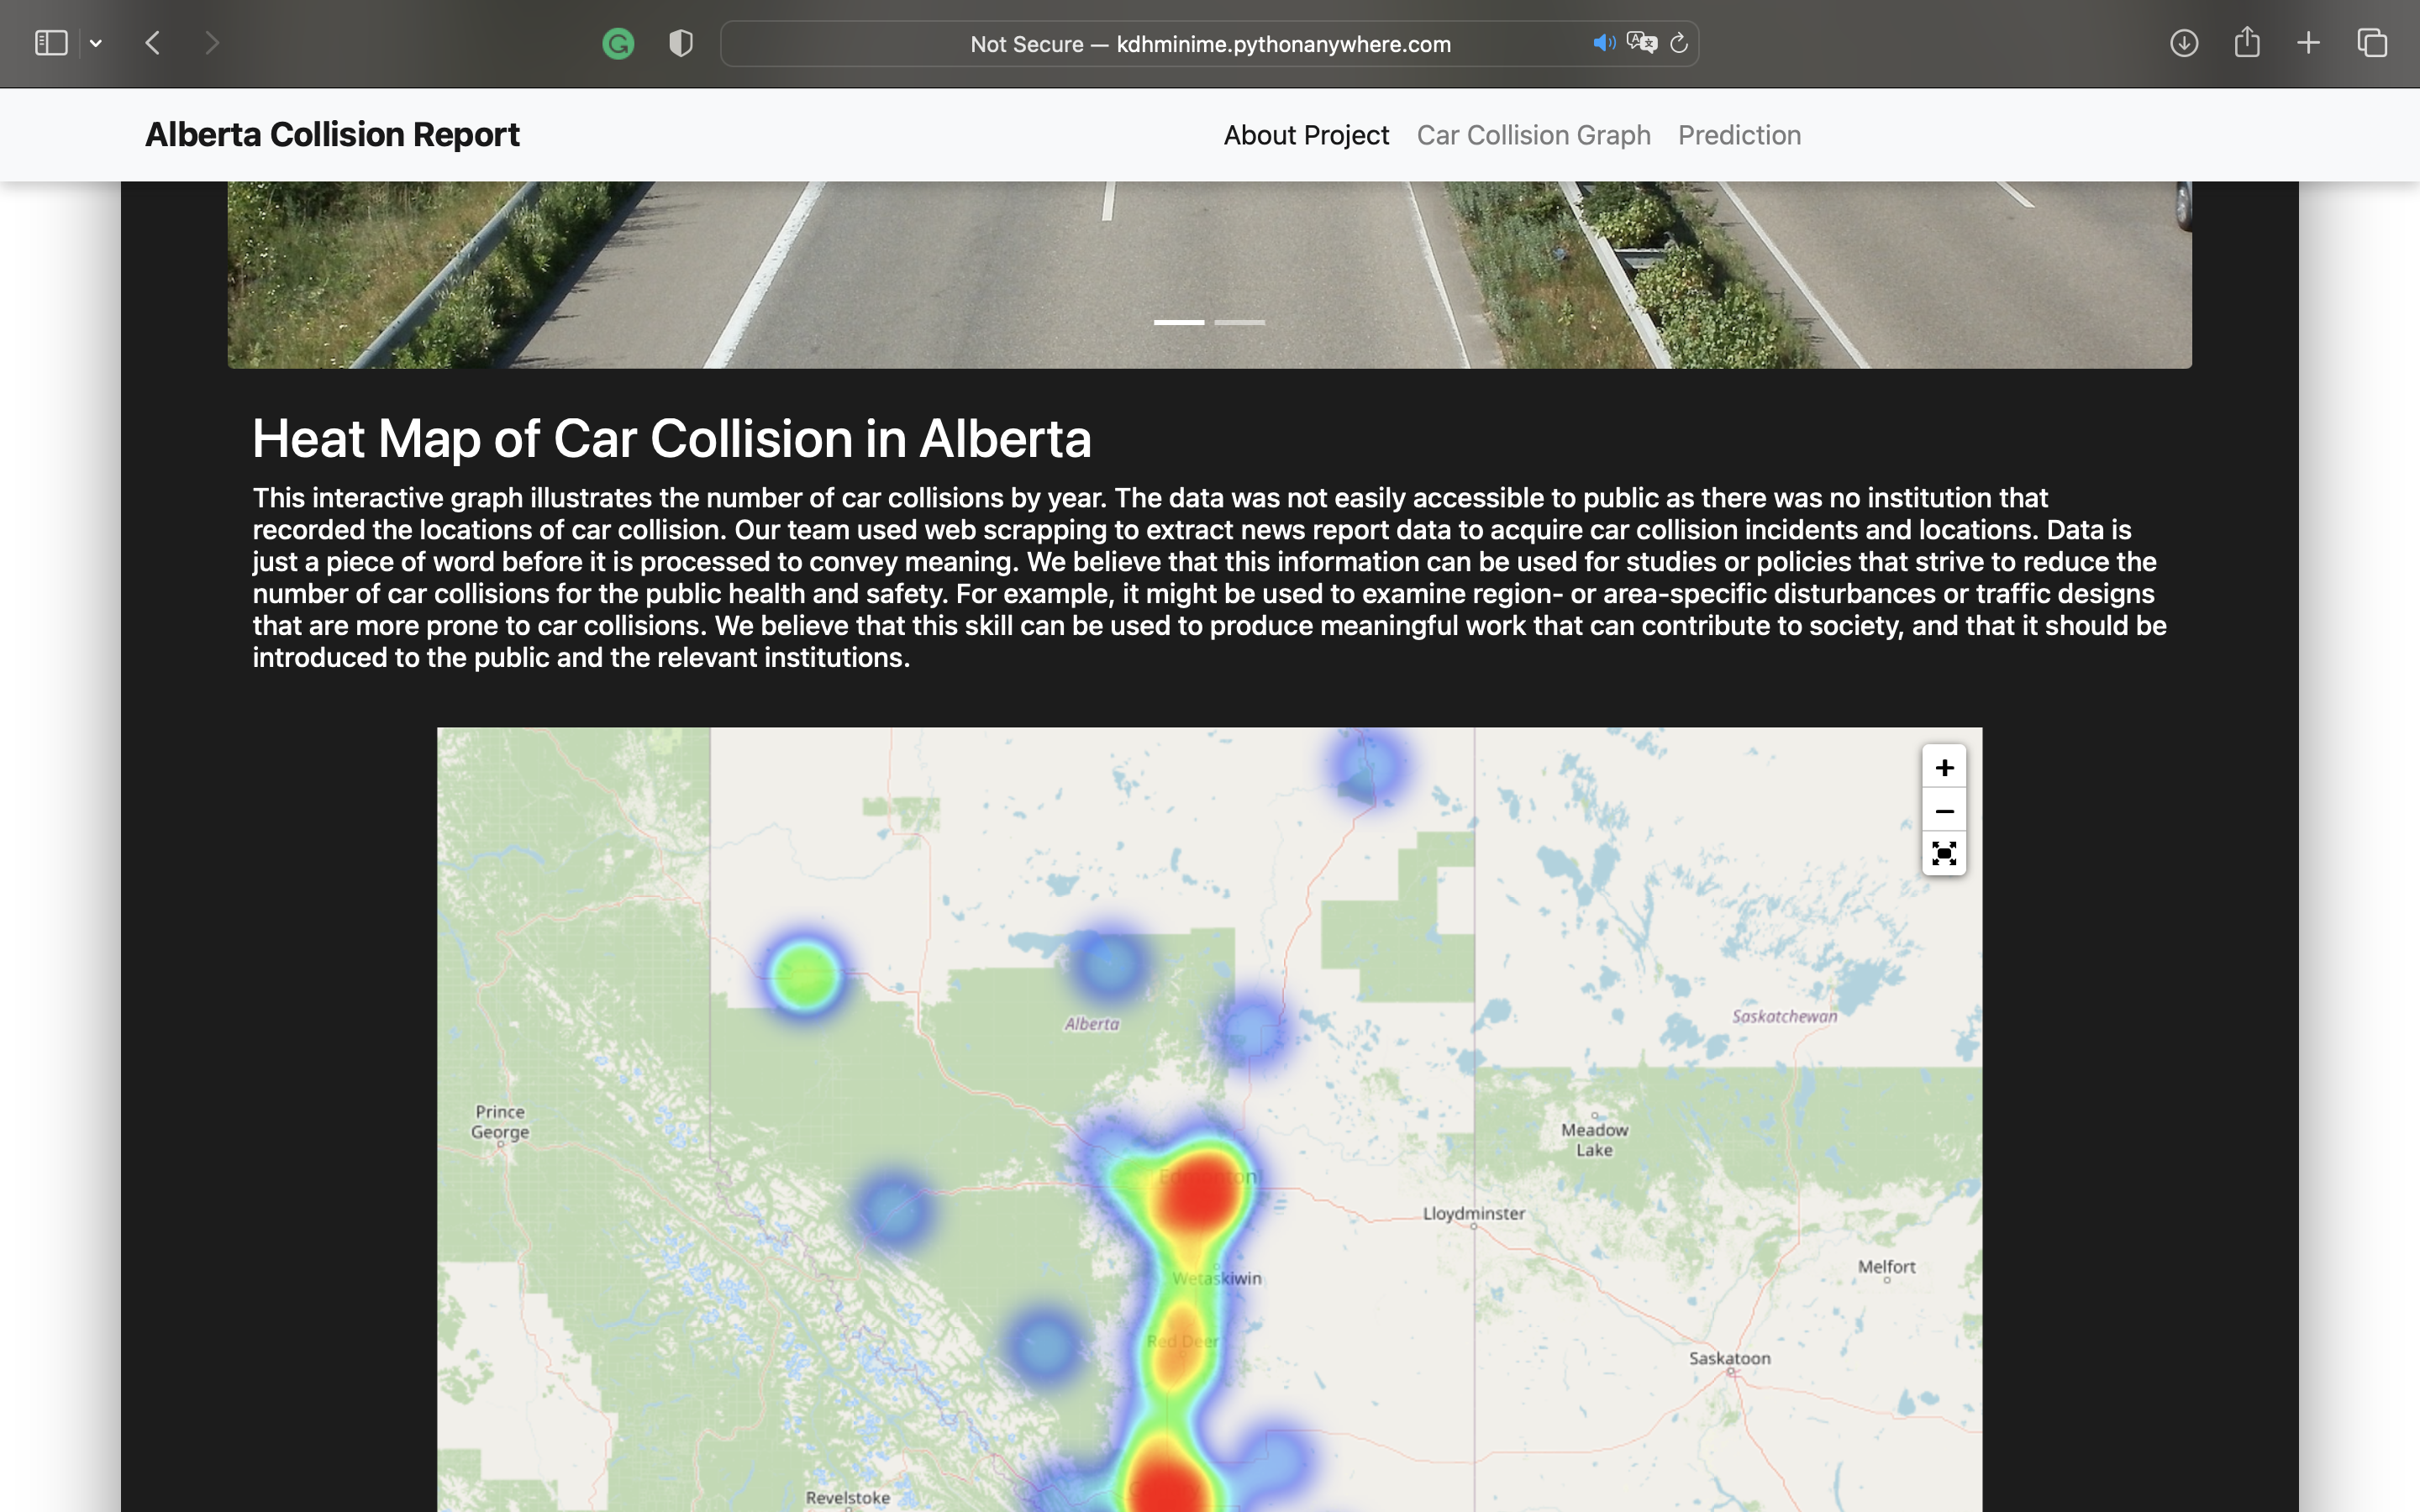 Not Secure — kdhminime.pythonanywhere.com
Alberta Collision Report
About Project
Car Collision Graph
Prediction
Heat Map of Car Collision in Alberta
This interactive graph illustrates the number of car collisions by year. The data was not easily accessible to public as there was no institution that
recorded the locations of car collision. Our team used web scrapping to extract news report data to acquire car collision incidents and locations. Data is
just a piece of word before it is processed to convey meaning. We believe that this information can be used for studies or policies that strive to reduce the
number of car collisions for the public health and safety. For example, it might be used to examine region- or area-specific disturbances or traffic designs
that are more prone to car collisions. We believe that this skill can be used to produce meaningful work that can contribute to society, and that it should be
introduced to the public and the relevant institutions.
+
−
Alberta
Saskatchewan
Prince
George
Meadow
Lake
Edmonton
Lloydminster
Wetaskiwin
Melfort
Red Deer
Saskatoon
Revelstoke